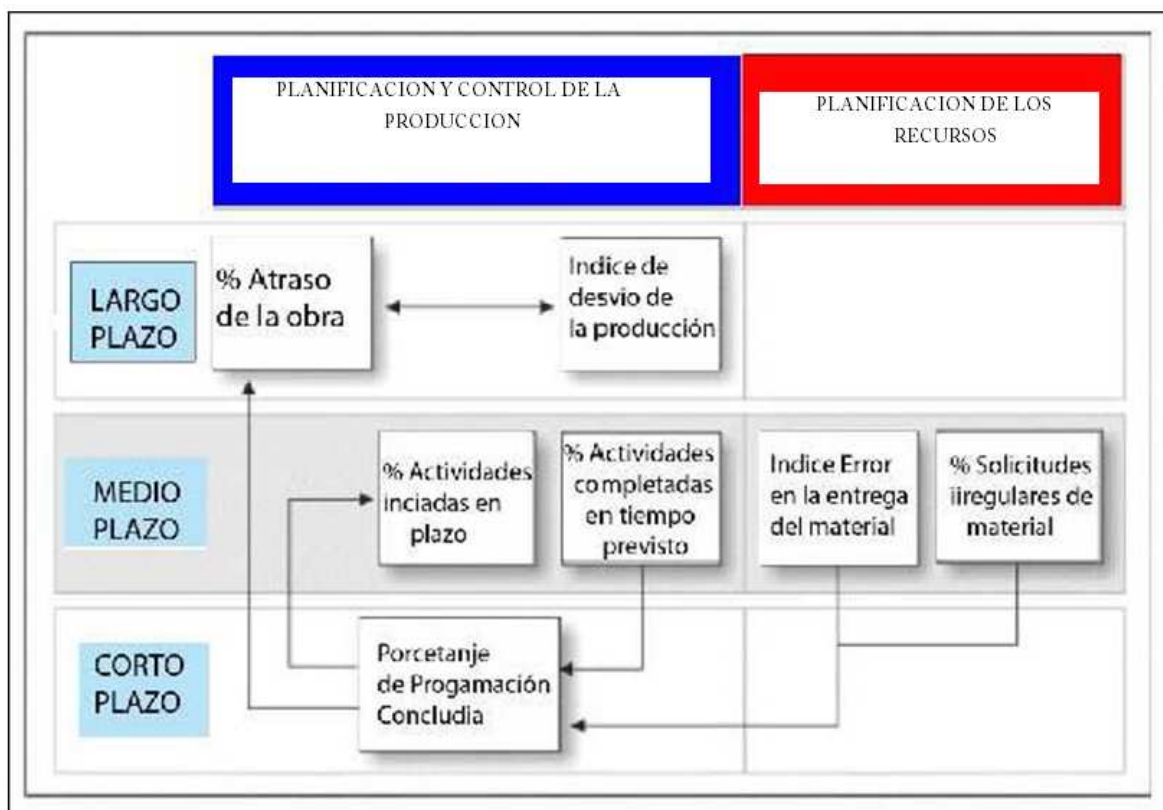 PLANIFICACION Y CONTROL DE LA
PRODUCCION
PLANIFICACION DE LOS
RECURSOS
LARGO
PLAZO
% Atraso
de la obra
Indice de
desvio de
la producción
MEDIO
PLAZO
% Actividades
inciadas en
plazo
% Actividades
completadas
en tiempo
previsto
Indice Error
en la entrega
del material
% Solicitudes
iiregulares de
material
CORTO
PLAZO
Porcetanje
de Progamación
Concludia